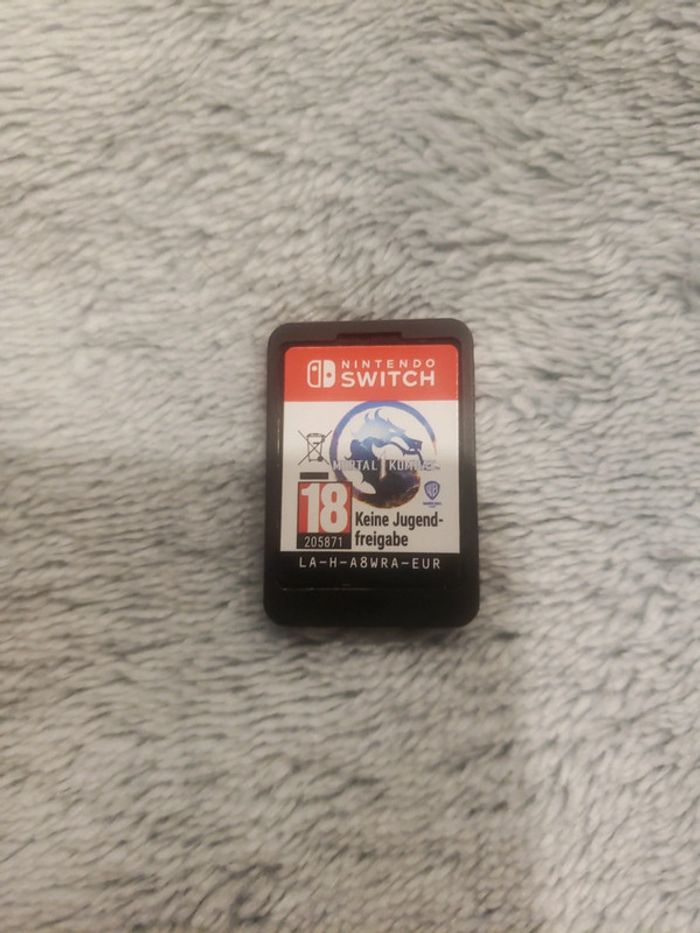 NINTENDO
SWITCH
MORTAL KOMBAT
18
Keine Jugend-
freigabe
205871
LA-H-A8WRA-EUR